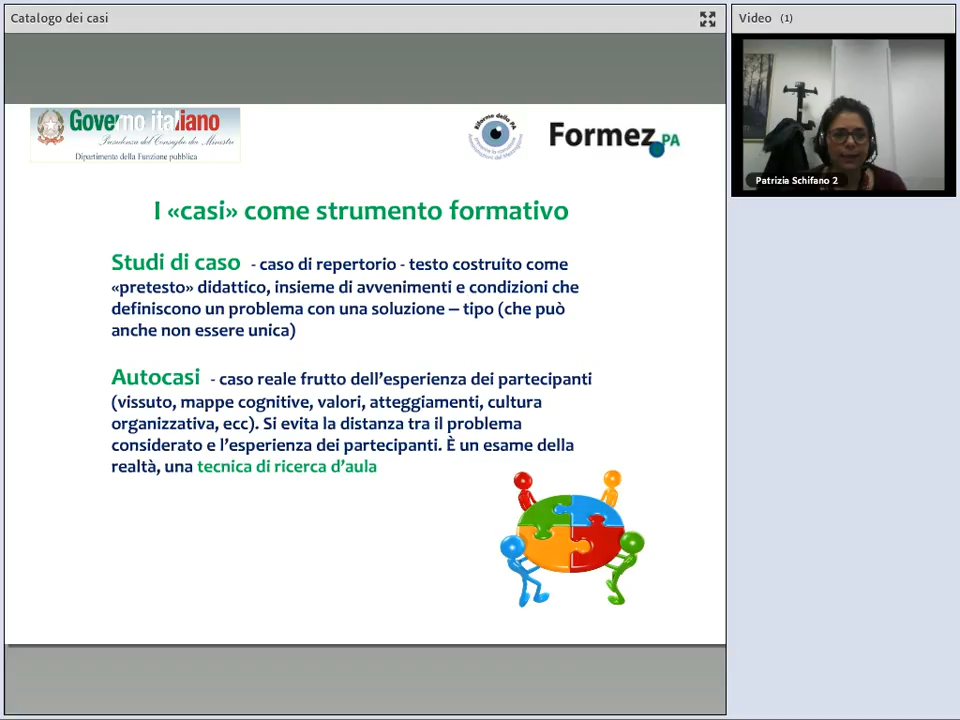 Catalogo dei casi
Video (1)
Patrizia Schifano 2
Governo italiano
Presidenza del Consiglio dei Ministri
Dipartimento della Funzione pubblica
Riforma della PA
Formez PA
I «casi» come strumento formativo
Studi di caso - caso di repertorio - testo costruito come
«pretesto» didattico, insieme di avvenimenti e condizioni che
definiscono un problema con una soluzione – tipo (che può
anche non essere unica)
Autocasi - caso reale frutto dell’esperienza dei partecipanti
(vissuto, mappe cognitive, valori, atteggiamenti, cultura
organizzativa, ecc). Si evita la distanza tra il problema
considerato e l’esperienza dei partecipanti. È un esame della
realtà, una tecnica di ricerca d’aula